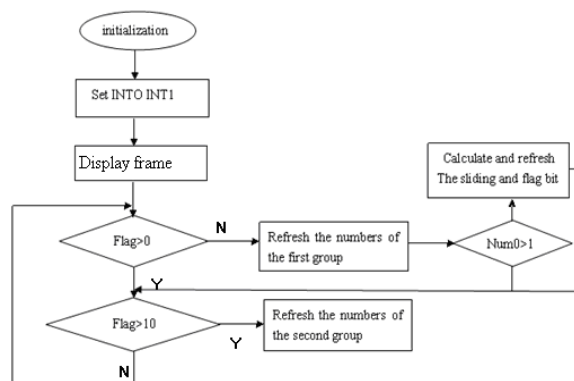 initialization
Set INTO INT1
Display frame
Calculate and refresh
The sliding and flag bit
Flag>0
N
Refresh the numbers of
the first group
Num0>1
Y
Flag>10
Y
Refresh the numbers of
the second group
N